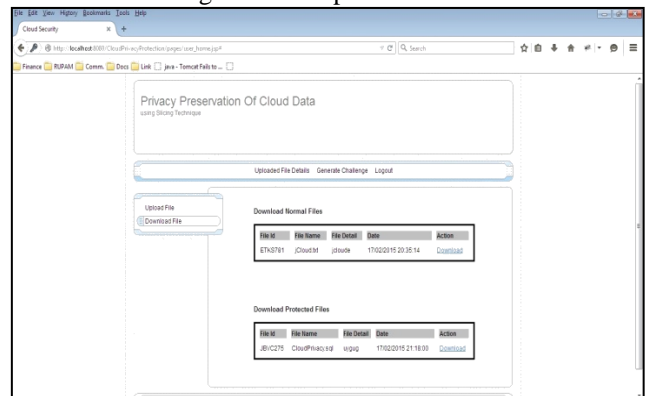 File Edit View History Bookmarks Tools Help
Cloud Security
http://localhost:8080/CloudPrivacyProtection/pages/user_home.jsp#
Search
Finance RUPAM Comm. Docs Link java - Tomcat Fails to ...
Privacy Preservation Of Cloud Data
using Slicing Technique
Uploaded File Details Generate Challenge Logout
Upload File
Download File
Download Normal Files
File Id File Name File Detail Date Action
ETKS781 jCloud.txt jcloude 17/02/2015 20:35:14 Download
Download Protected Files
File Id File Name File Detail Date Action
JBVC275 CloudPrivacy.sql uygug 17/02/2015 21:18:00 Download